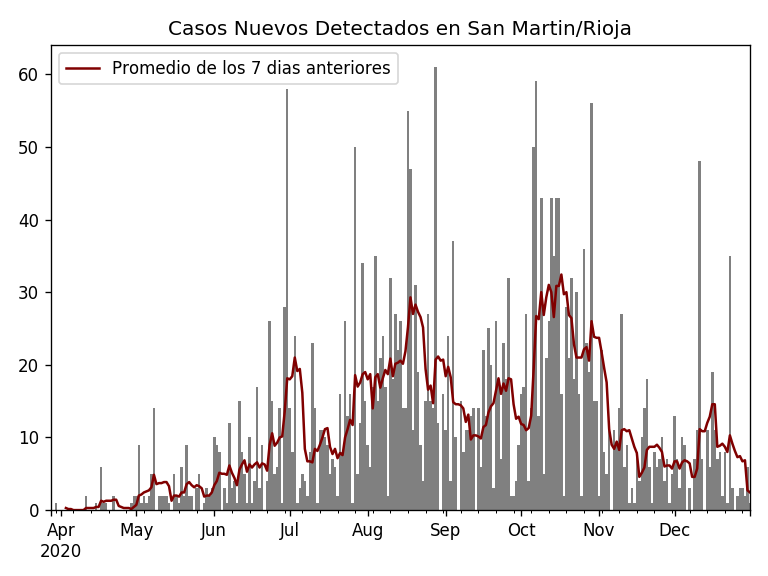 Casos Nuevos Detectados en San Martin/Rioja
Promedio de los 7 dias anteriores
60
50
40
30
20
10
0
Apr May Jun Jul Aug Sep Oct Nov Dec
2020